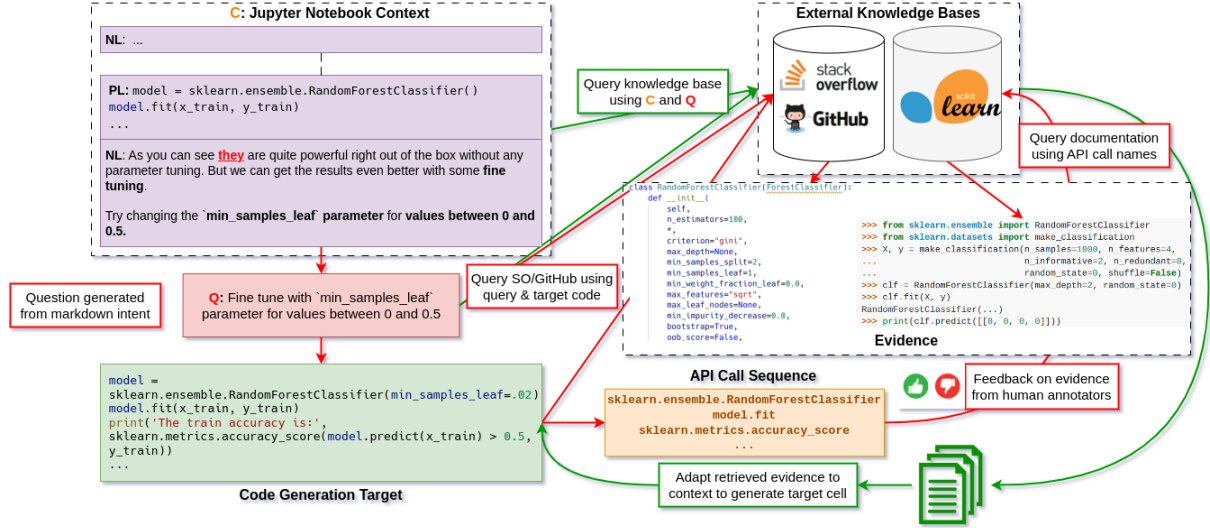 C: Jupyter Notebook Context
NL: ...
PL: model = sklearn.ensemble.RandomForestClassifier()
model.fit(x_train, y_train)
...
NL: As you can see they are quite powerful right out of the box without any
parameter tuning. But we can get the results even better with some fine
tuning.
Try changing the `min_samples_leaf` parameter for values between 0 and
0.5.
Question generated
from markdown intent
Q: Fine tune with `min_samples_leaf`
parameter for values between 0 and 0.5
model =
sklearn.ensemble.RandomForestClassifier(min_samples_leaf=.02)
model.fit(x_train, y_train)
print('The train accuracy is:',
sklearn.metrics.accuracy_score(model.predict(x_train) > 0.5,
y_train))
...
Code Generation Target
Query knowledge base
using C and Q
Query SO/GitHub using
query & target code
External Knowledge Bases
stack
overflow
GitHub
scikit
learn
Query documentation
using API call names
class RandomForestClassifier(ForestClassifier):
def __init__(
self,
n_estimators=100,
*,
criterion="gini",
max_depth=None,
min_samples_split=2,
min_samples_leaf=1,
min_weight_fraction_leaf=0.0,
max_features="sqrt",
max_leaf_nodes=None,
min_impurity_decrease=0.0,
bootstrap=True,
oob_score=False,
>>> from sklearn.ensemble import RandomForestClassifier
>>> from sklearn.datasets import make_classification
>>> X, y = make_classification(n_samples=1000, n_features=4,
... n_informative=2, n_redundant=0,
... random_state=0, shuffle=False)
>>> clf = RandomForestClassifier(max_depth=2, random_state=0)
>>> clf.fit(X, y)
RandomForestClassifier(...)
>>> print(clf.predict([[0, 0, 0, 0]]))
Evidence
API Call Sequence
sklearn.ensemble.RandomForestClassifier
model.fit
sklearn.metrics.accuracy_score
...
Feedback on evidence
from human annotators
Adapt retrieved evidence to
context to generate target cell